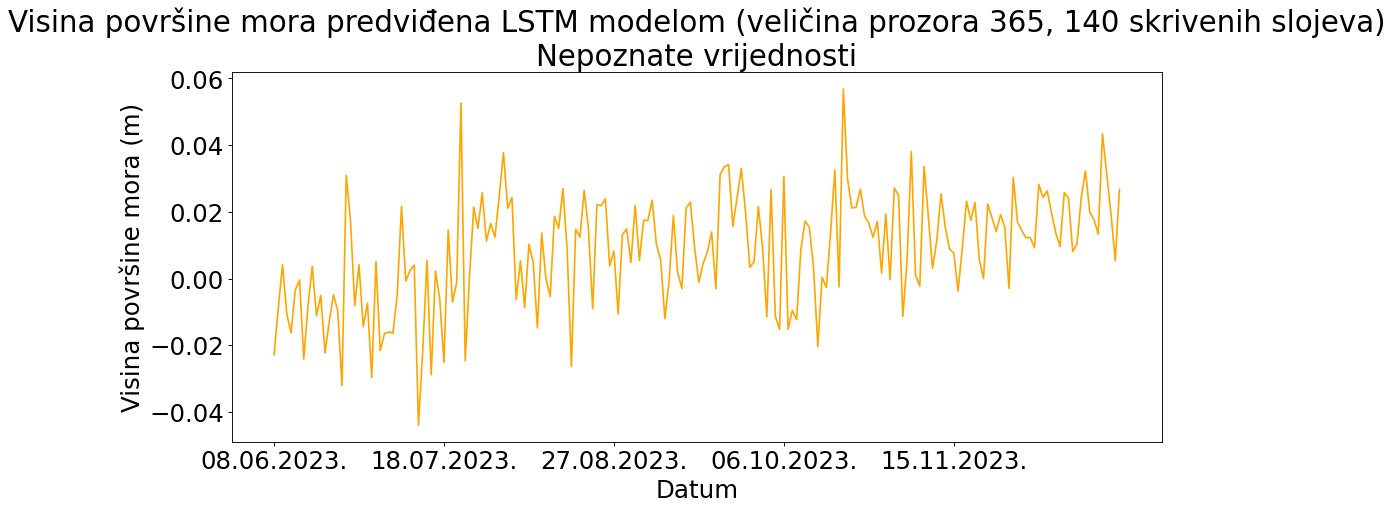 Visina površine mora predviđena LSTM modelom (veličina prozora 365, 140 skrivenih slojeva)
Nepoznate vrijednosti
Visina površine mora (m)
0.06
0.04
0.02
0.00
−0.02
−0.04
08.06.2023. 18.07.2023. 27.08.2023. 06.10.2023. 15.11.2023.
Datum